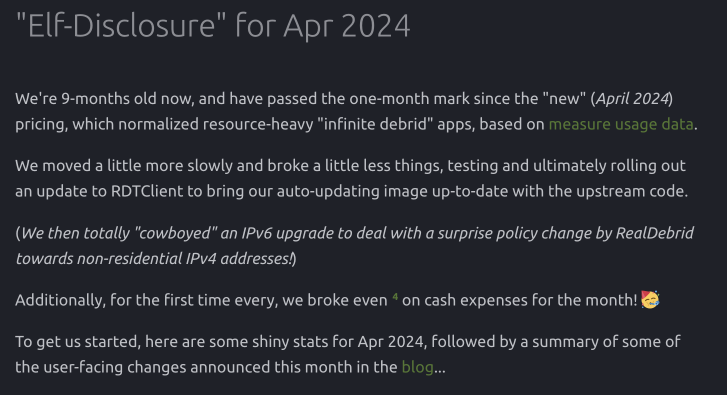 "Elf-Disclosure" for Apr 2024
We're 9-months old now, and have passed the one-month mark since the "new" (April 2024)
pricing, which normalized resource-heavy "infinite debrid" apps, based on measure usage data.
We moved a little more slowly and broke a little less things, testing and ultimately rolling out
an update to RDTClient to bring our auto-updating image up-to-date with the upstream code.
(We then totally "cowboyed" an IPv6 upgrade to deal with a surprise policy change by RealDebrid
towards non-residential IPv4 addresses!)
Additionally, for the first time every, we broke even 4 on cash expenses for the month! 🥳
To get us started, here are some shiny stats for Apr 2024, followed by a summary of some of
the user-facing changes announced this month in the blog...